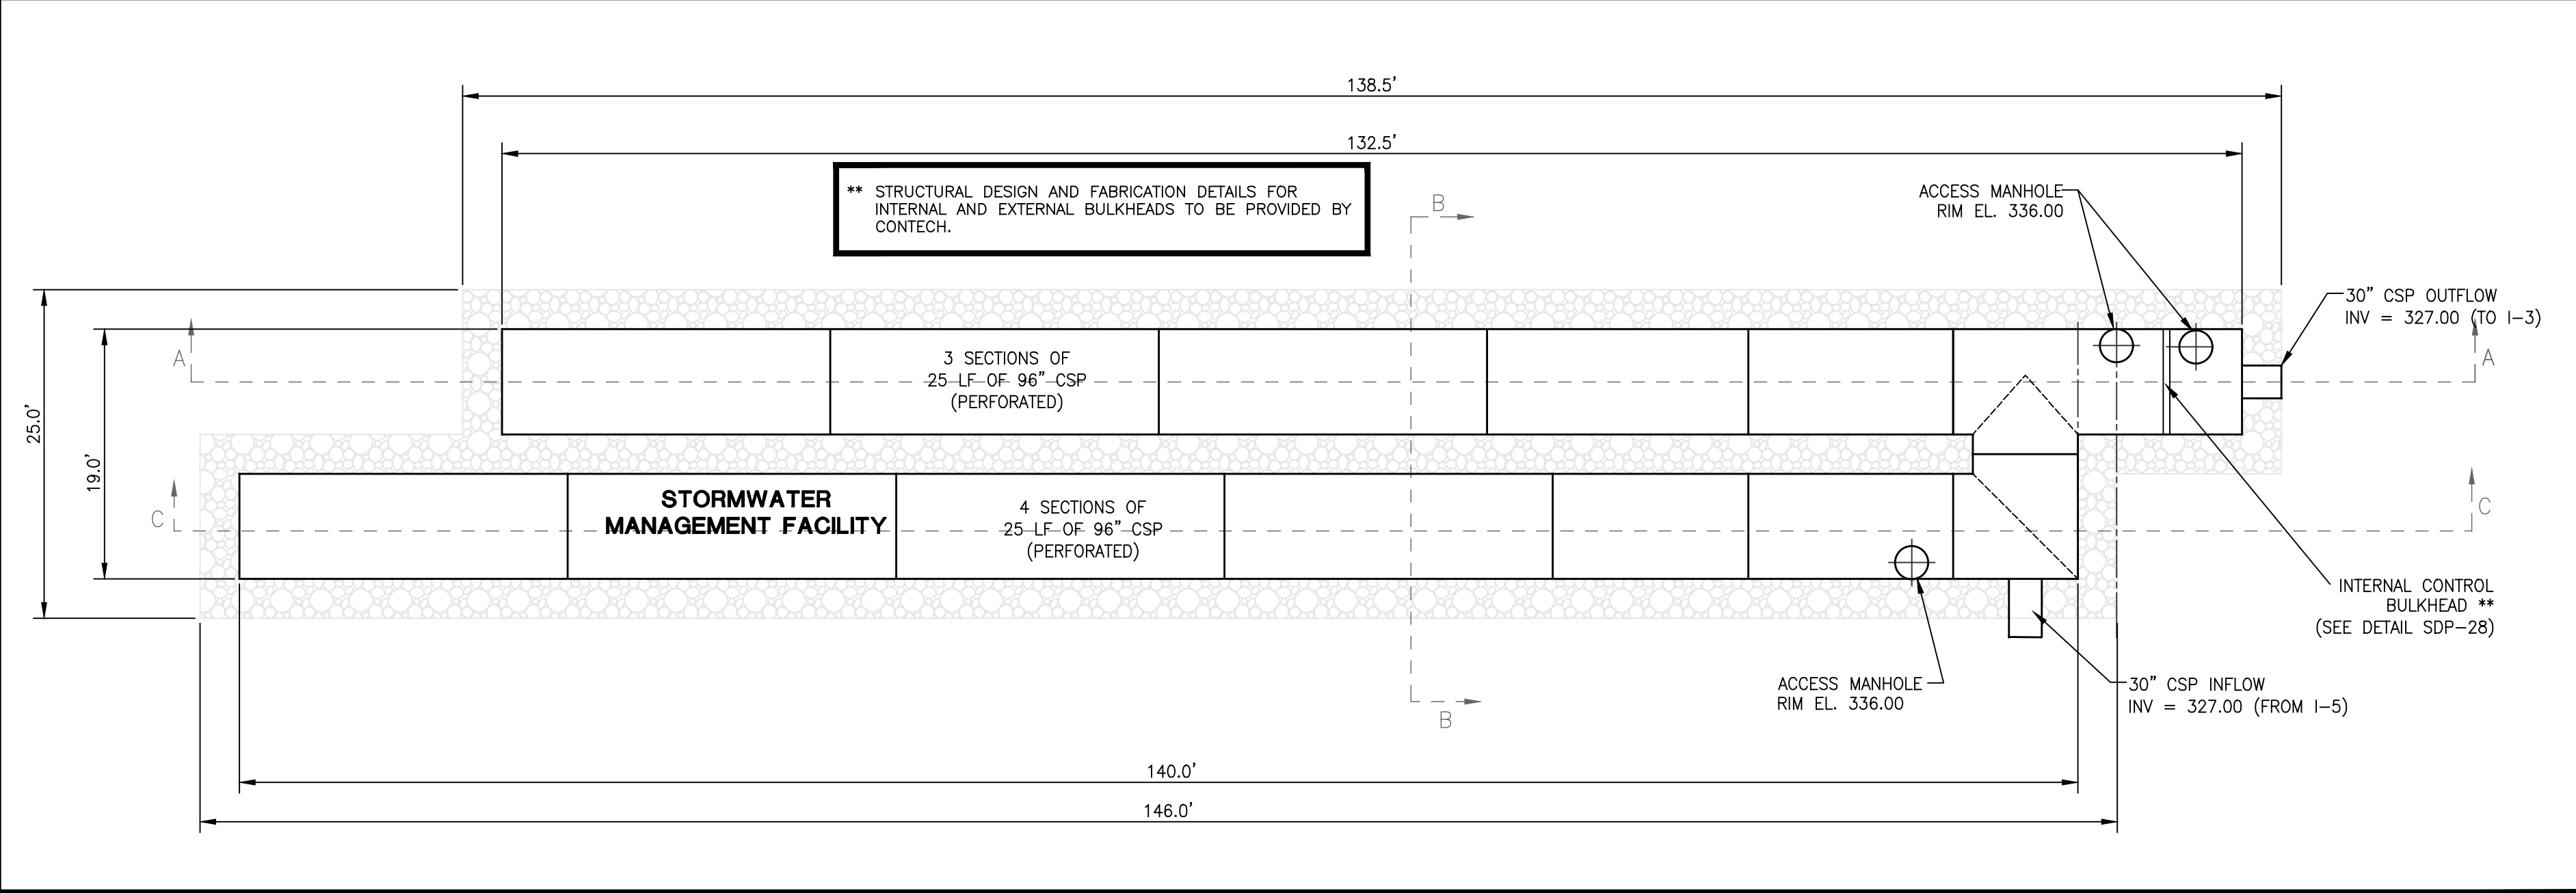 138.5'
132.5'
** STRUCTURAL DESIGN AND FABRICATION DETAILS FOR
INTERNAL AND EXTERNAL BULKHEADS TO BE PROVIDED BY
CONTECH.
B
ACCESS MANHOLE
RIM EL. 336.00
30" CSP OUTFLOW
INV = 327.00 (TO I-3)
A
3 SECTIONS OF
25 LF OF 96" CSP
(PERFORATED)
A
25.0'
19.0'
C
STORMWATER
MANAGEMENT FACILITY
4 SECTIONS OF
25 LF OF 96" CSP
(PERFORATED)
C
INTERNAL CONTROL
BULKHEAD **
(SEE DETAIL SDP-28)
ACCESS MANHOLE
RIM EL. 336.00
30" CSP INFLOW
INV = 327.00 (FROM I-5)
B
140.0'
146.0'